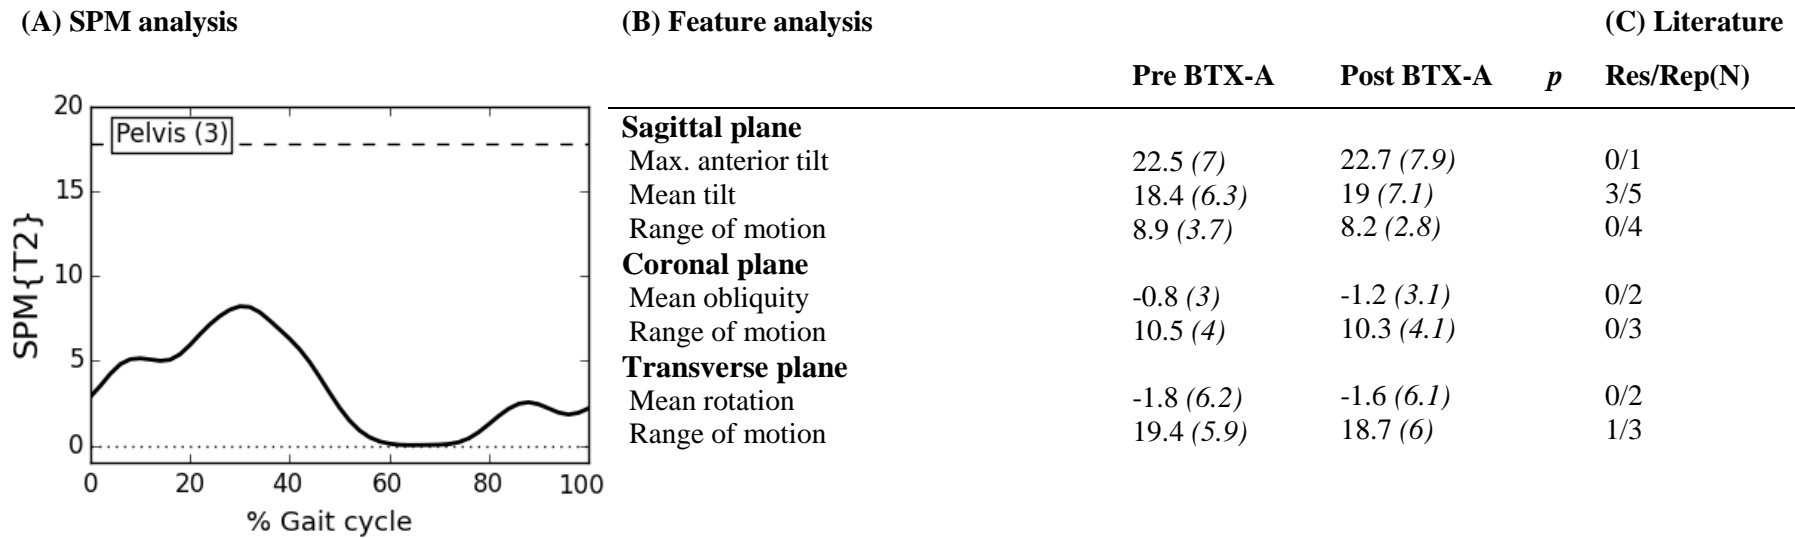 (A) SPM analysis (B) Feature analysis (C) Literature
Pre BTX-A Post BTX-A p Res/Rep(N)
20
15
10
5
0
SPM{T2}
Pelvis (3)
0 20 40 60 80 100
% Gait cycle
Sagittal plane
Max. anterior tilt 22.5 (7) 22.7 (7.9) 0/1
Mean tilt 18.4 (6.3) 19 (7.1) 3/5
Range of motion 8.9 (3.7) 8.2 (2.8) 0/4
Coronal plane
Mean obliquity -0.8 (3) -1.2 (3.1) 0/2
Range of motion 10.5 (4) 10.3 (4.1) 0/3
Transverse plane
Mean rotation -1.8 (6.2) -1.6 (6.1) 0/2
Range of motion 19.4 (5.9) 18.7 (6) 1/3